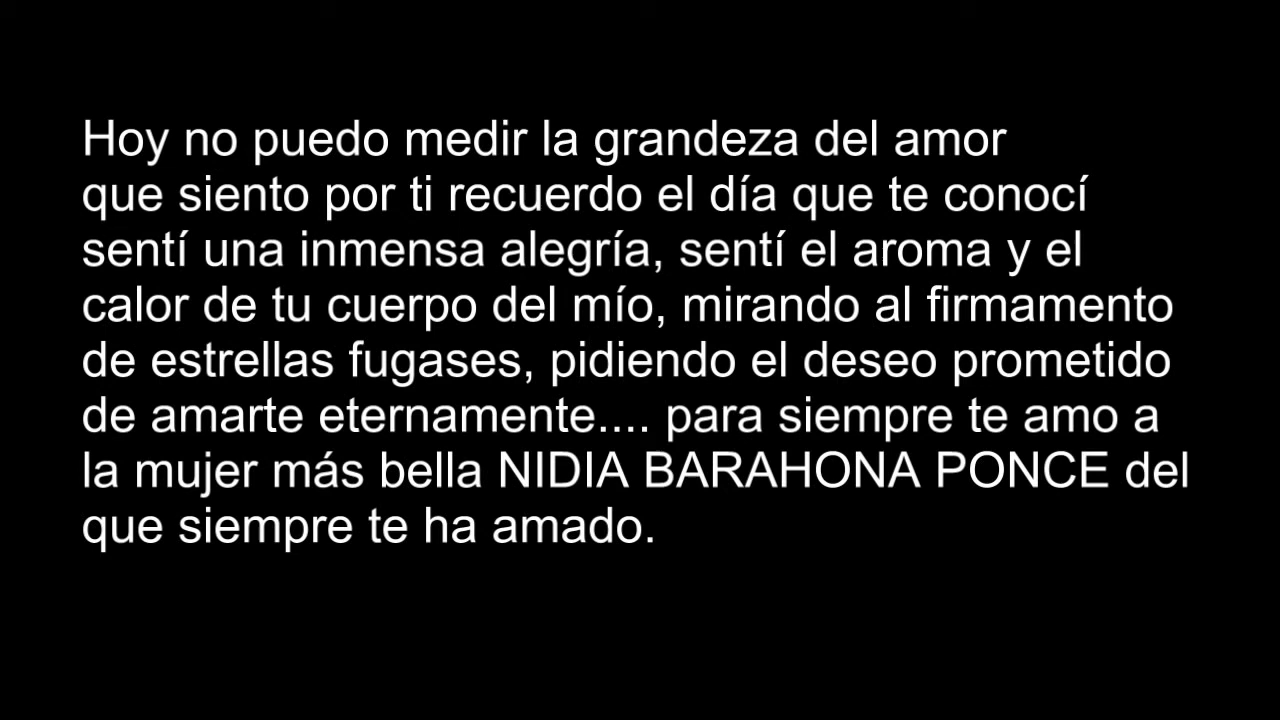 Hoy no puedo medir la grandeza del amor
que siento por ti recuerdo el día que te conocí
sentí una inmensa alegría, sentí el aroma y el
calor de tu cuerpo del mío, mirando al firmamento
de estrellas fugases, pidiendo el deseo prometido
de amarte eternamente.... para siempre te amo a
la mujer más bella NIDIA BARAHONA PONCE del
que siempre te ha amado.